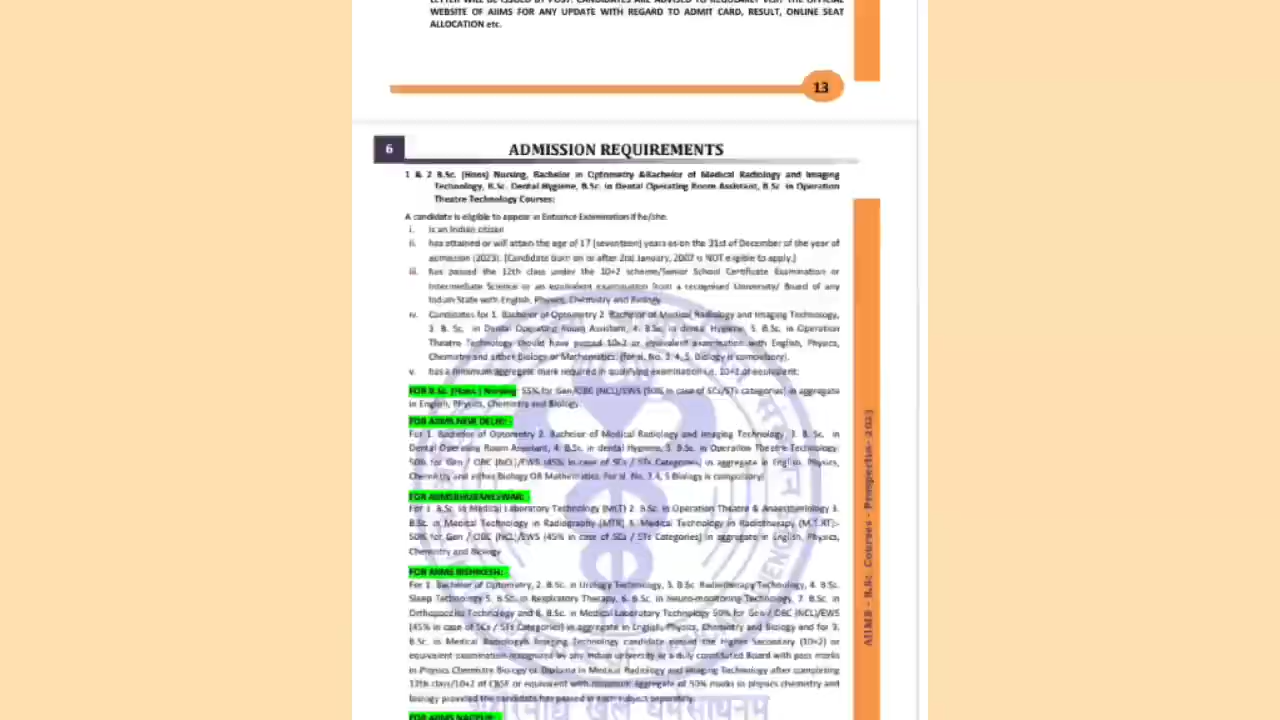 LETTER WILL BE ISSUED BY POST. CANDIDATES ARE ADVISED TO REGULARLY VISIT THE OFFICIAL
WEBSITE OF AIIMS FOR ANY UPDATE WITH REGARD TO ADMIT CARD, RESULT, ONLINE SEAT
ALLOCATION etc.
13
6 ADMISSION REQUIREMENTS
1 & 2 B.Sc. (Hons) Nursing, Bachelor in Optometry &Bachelor of Medical Radiology and Imaging
Technology, B.Sc. Dental Hygiene, B.Sc. in Dental Operating Room Assistant, B.Sc. in Operation
Theatre Technology Courses:
A candidate is eligible to appear in Entrance Examination if he/she.
i. is an Indian citizen
ii. has attained or will attain the age of 17 (seventeen) years as on the 31st of December of the year of
admission (2023). (Candidate born on or after 2nd January, 2007 is NOT eligible to apply.)
iii. has passed the 12th class under the 10+2 scheme/Senior School Certificate Examination or
Intermediate Science or an equivalent examination from a recognised University/ Board of any
Indian State with English, Physics, Chemistry and Biology
iv. Candidates for 1. Bachelor of Optometry 2. Bachelor of Medical Radiology and Imaging Technology,
3. B. Sc. in Dental Operating Room Assistant, 4. B.Sc. in dental Hygiene, 5. B.Sc. in Operation
Theatre Technology should have passed 10+2 or equivalent examination with English, Physics,
Chemistry and either Biology or Mathematics. (for sl. No. 3, 4, 5, Biology is compulsory).
v. has a minimum aggregate mark required in qualifying examination i.e. 10+2 or equivalent:
FOR B.Sc. (Hons.) Nursing: 55% for Gen/OBC (NCL)/EWS (50% in case of SCs/STs categories) in aggregate
in English, Physics, Chemistry and Biology
FOR AIIMS NEW DELHI:-
For 1. Bachelor of Optometry 2. Bachelor of Medical Radiology and Imaging Technology, 3. B. Sc. in
Dental Operating Room Assistant, 4. B.Sc. in dental Hygiene, 5. B.Sc. in Operation Theatre Technology:
50% for Gen / OBC (NCL)/EWS (45% in case of SCs / STs Categories) in aggregate in English, Physics,
Chemistry and either Biology OR Mathematics. For sl. No. 3,4, 5 Biology is compulsory)
FOR AIIMS BHUBANESWAR:
For 1. B.Sc. in Medical Laboratory Technology (MLT) 2. B.Sc. in Operation Theatre & Anaesthesiology 3.
B.Sc. in Medical Technology in Radiography (MTR) Medical Technology in Radiotherapy (M.T.RT):-
50% for Gen / OBC (NCL)/EWS (45% in case of SCs / STs Categories) in aggregate in English, Physics,
Chemistry and Biology
FOR AIIMS RISHIKESH:
For 1. Bachelor of Optometry, 2. B.Sc. in Urology Technology, 3. B.Sc. Radiotherapy Technology, 4. B.Sc.
Sleep Technology 5. B.Sc. in Respiratory Therapy, 6. B.Sc. in neuro-monitoring Technology, 7. B.Sc. in
Orthopaedics Technology and 8. B.Sc. in Medical Laboratory Technology 50% for Gen / OBC (NCL)/EWS
(45% in case of SCs / STs Categories) in aggregate in English, Physics, Chemistry and Biology and for
B.Sc. in Medical Radiology& Imaging Technology candidate passed the Higher Secondary (10+2) or
equivalent examination recognized by any Indian university or a duly constituted Board with pass marks
in Physics Chemistry Biology or Diploma in Medical Radiology and Imaging Technology after completing
12th class/10+2 of CBSE or equivalent with minimum aggregate of 50% marks in physics chemistry and
biology provided the candidate has passed in each subject separately.
FOR AIIMS NAGPUR:
AIIMS - B.Sc. Courses - Prospectus- 2023